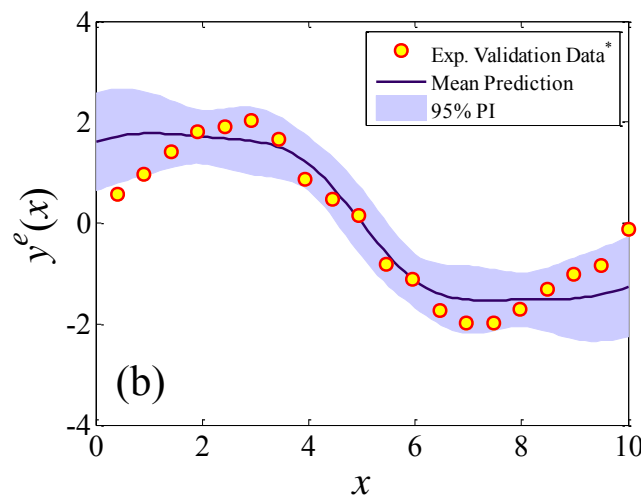 4
2
0
-2
-4
y^e(x)
Exp. Validation Data*
Mean Prediction
95% PI
(b)
0 2 4 6 8 10
x